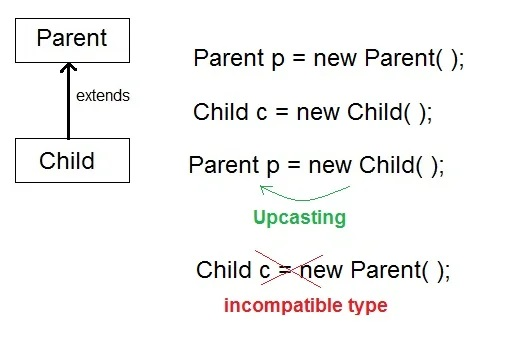 Parent
extends
Child
Parent p = new Parent( );
Child c = new Child( );
Parent p = new Child( );
Upcasting
Child c = new Parent( );
incompatible type